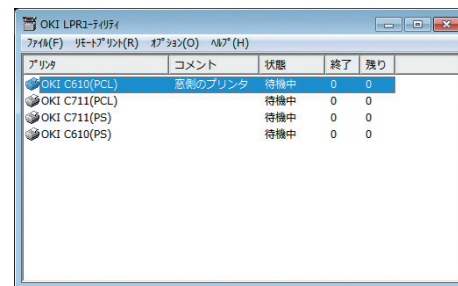 OKI LPRﾕｰﾃｨﾘﾃｨ
ﾌｧｲﾙ(F) ﾘﾓｰﾄﾌﾟﾘﾝﾄ(R) ｵﾌﾟｼｮﾝ(O) ﾍﾙﾌﾟ(H)
ﾌﾟﾘﾝﾀ コメント 状態 終了 残り
OKI C610(PCL) 窓側のプリンタ 待機中 0 0
OKI C711(PCL) 待機中 0 0
OKI C711(PS) 待機中 0 0
OKI C610(PS) 待機中 0 0